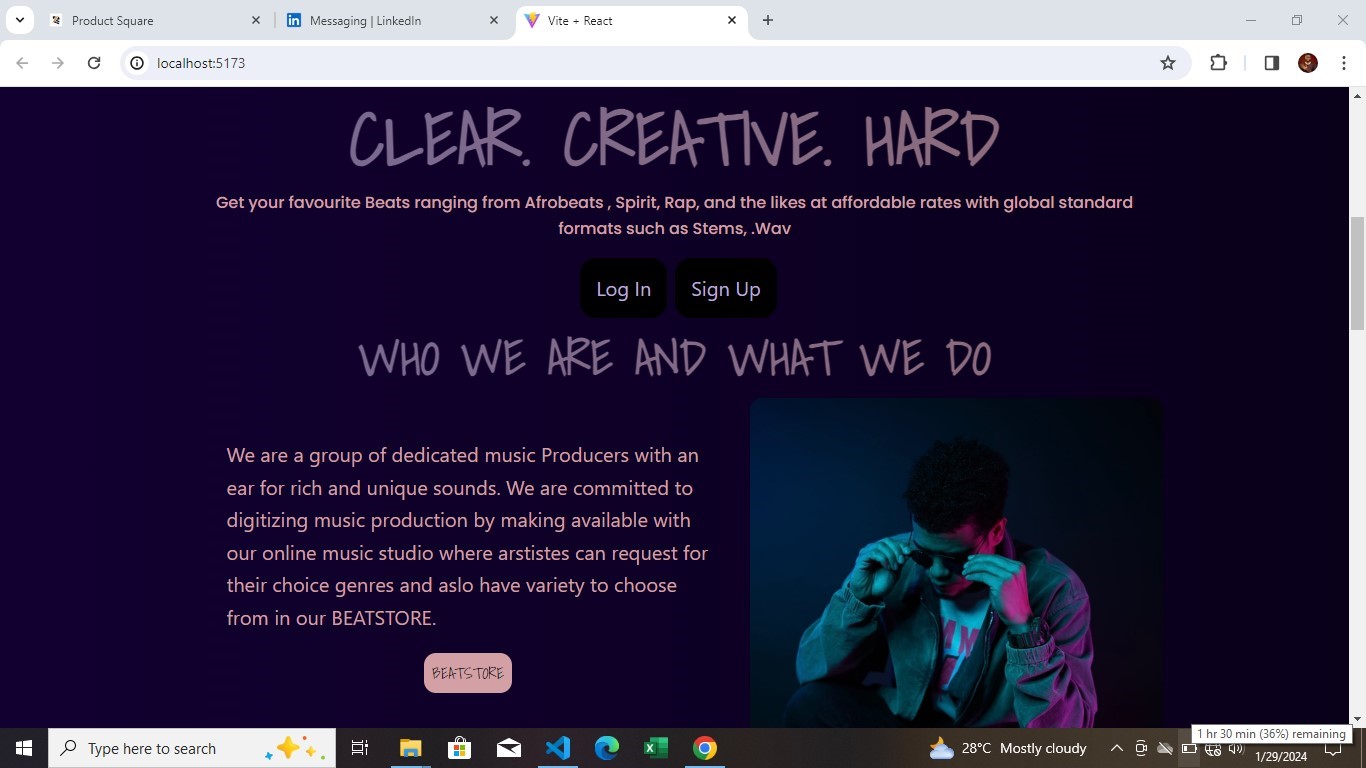 Product Square
Messaging | LinkedIn
Vite + React
localhost:5173
CLEAR. CREATIVE. HARD
Get your favourite Beats ranging from Afrobeats , Spirit, Rap, and the likes at affordable rates with global standard
formats such as Stems, .Wav
Log In
Sign Up
WHO WE ARE AND WHAT WE DO
We are a group of dedicated music Producers with an
ear for rich and unique sounds. We are committed to
digitizing music production by making available with
our online music studio where arstistes can request for
their choice genres and aslo have variety to choose
from in our BEATSTORE.
BEATSTORE
1 hr 30 min (36%) remaining
Type here to search
28°C Mostly cloudy
1/29/2024